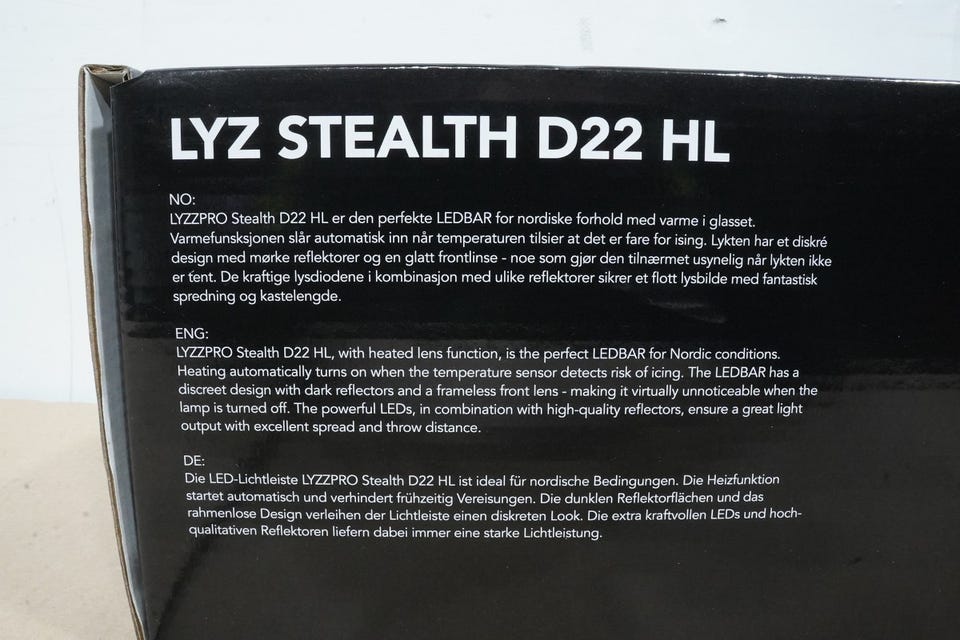 LYZ STEALTH D22 HL
NO:
LYZZPRO Stealth D22 HL er den perfekte LEDBAR for nordiske forhold med varme i glasset.
Varmefunsksjonen slår automatisk inn når temperaturen tilsier at det er fare for ising. Lykten har et diskré
design med mørke reflektorer og en glatt frontlinse - noe som gjør den tilnærmet usynelig når lykten ikke
er tent. De kraftige lysdiodene i kombinasjon med ulike reflektorer sikrer et flott lysbilde med fantastisk
spredning og kastelengde.
ENG:
LYZZPRO Stealth D22 HL, with heated lens function, is the perfect LEDBAR for Nordic conditions.
Heating automatically turns on when the temperature sensor detects risk of icing. The LEDBAR has a
discreet design with dark reflectors and a frameless front lens - making it virtually unnoticeable when the
lamp is turned off. The powerful LEDs, in combination with high-quality reflectors, ensure a great light
output with excellent spread and throw distance.
DE:
Die LED-Lichtleiste LYZZPRO Stealth D22 HL ist ideal für nordische Bedingungen. Die Heizfunktion
startet automatisch und verhindert frühzeitig Vereisungen. Die dunklen Reflektorflächen und das
rahmenlose Design verleihen der Lichtleiste einen diskreten Look. Die extra kraftvollen LEDs und hoch-
qualitativen Reflektoren liefern dabei immer eine starke Lichtleistung.